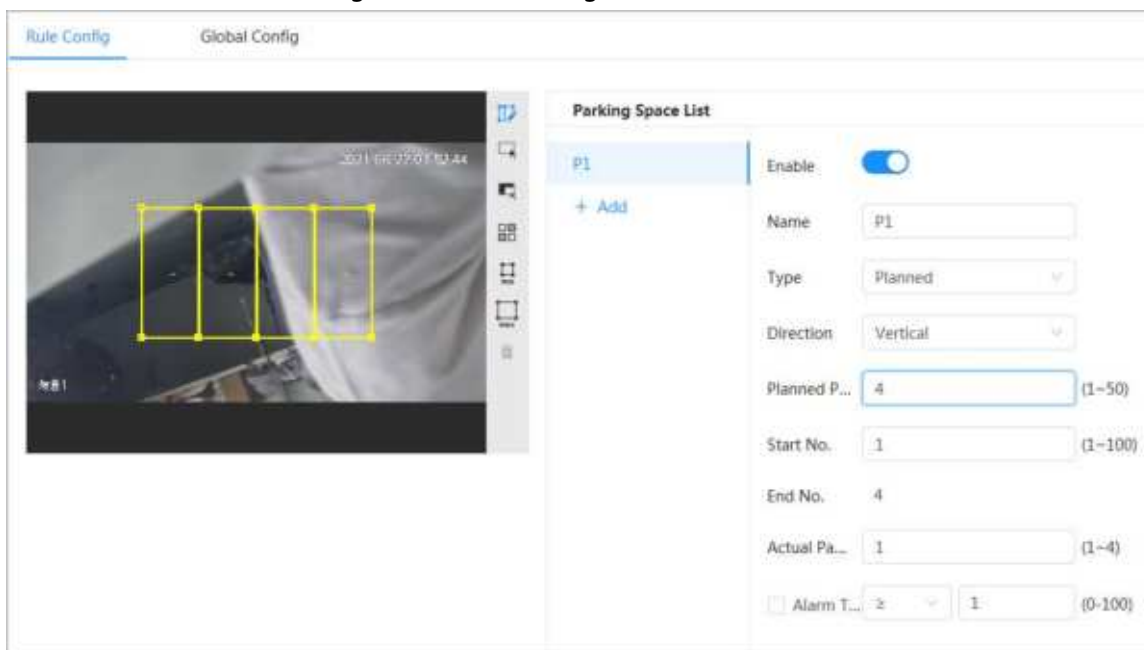 Rule Config
Global Config
Parking Space List
P1
+ Add
Enable
Name
P1
Type
Planned
Direction
Vertical
Planned P...
4
(1~50)
Start No.
1
(1~100)
End No.
4
Actual Pa...
1
(1~4)
Alarm T...
≥
1
(0-100)